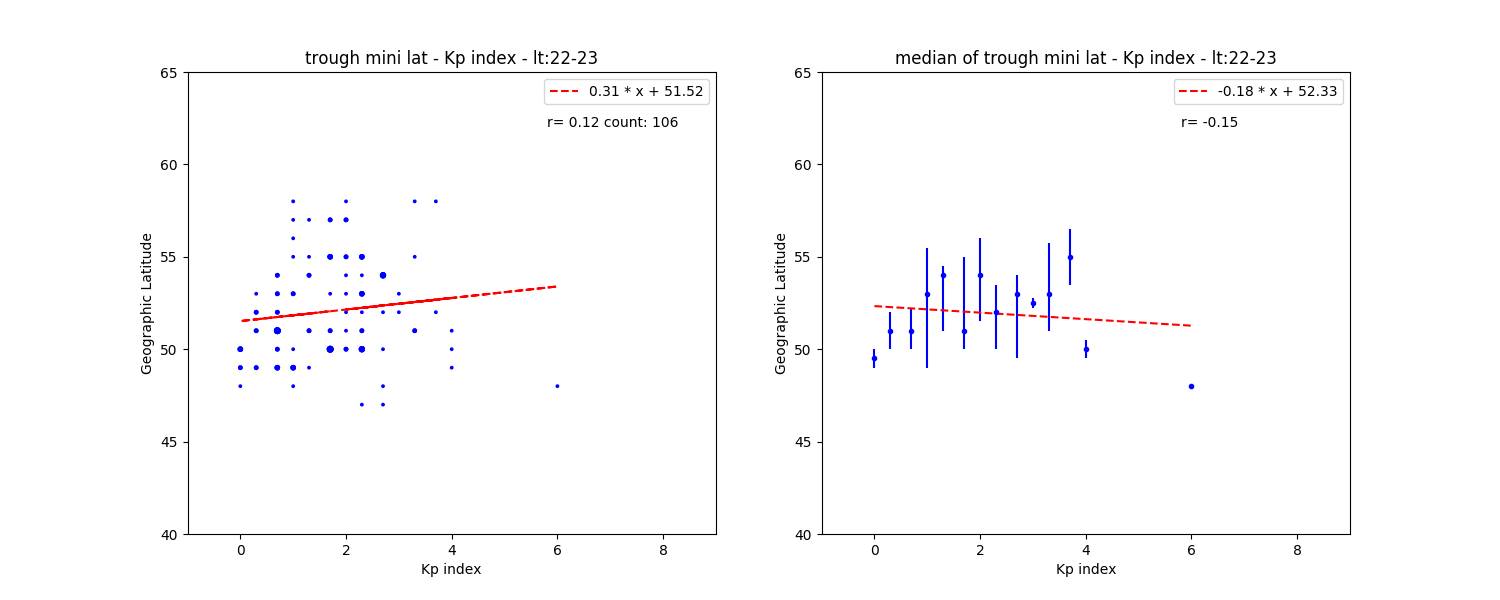 trough mini lat - Kp index - lt:22-23
65
60
55
50
45
40
0 2 4 6 8
Geographic Latitude
Kp index
0.31 * x + 51.52
r= 0.12 count: 106
median of trough mini lat - Kp index - lt:22-23
65
60
55
50
45
40
0 2 4 6 8
Geographic Latitude
Kp index
-0.18 * x + 52.33
r= -0.15